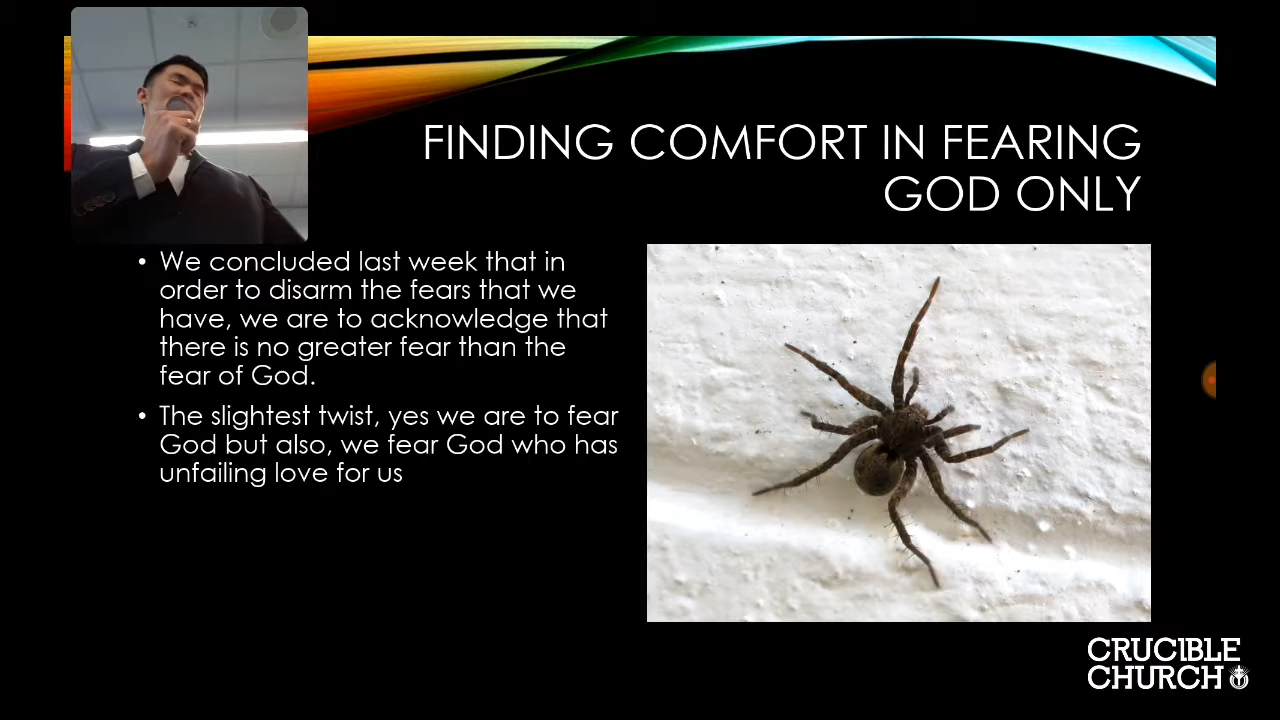 FINDING COMFORT IN FEARING
GOD ONLY
• We concluded last week that in
order to disarm the fears that we
have, we are to acknowledge that
there is no greater fear than the
fear of God.
• The slightest twist, yes we are to fear
God but also, we fear God who has
unfailing love for us
CRUCIBLE
CHURCH